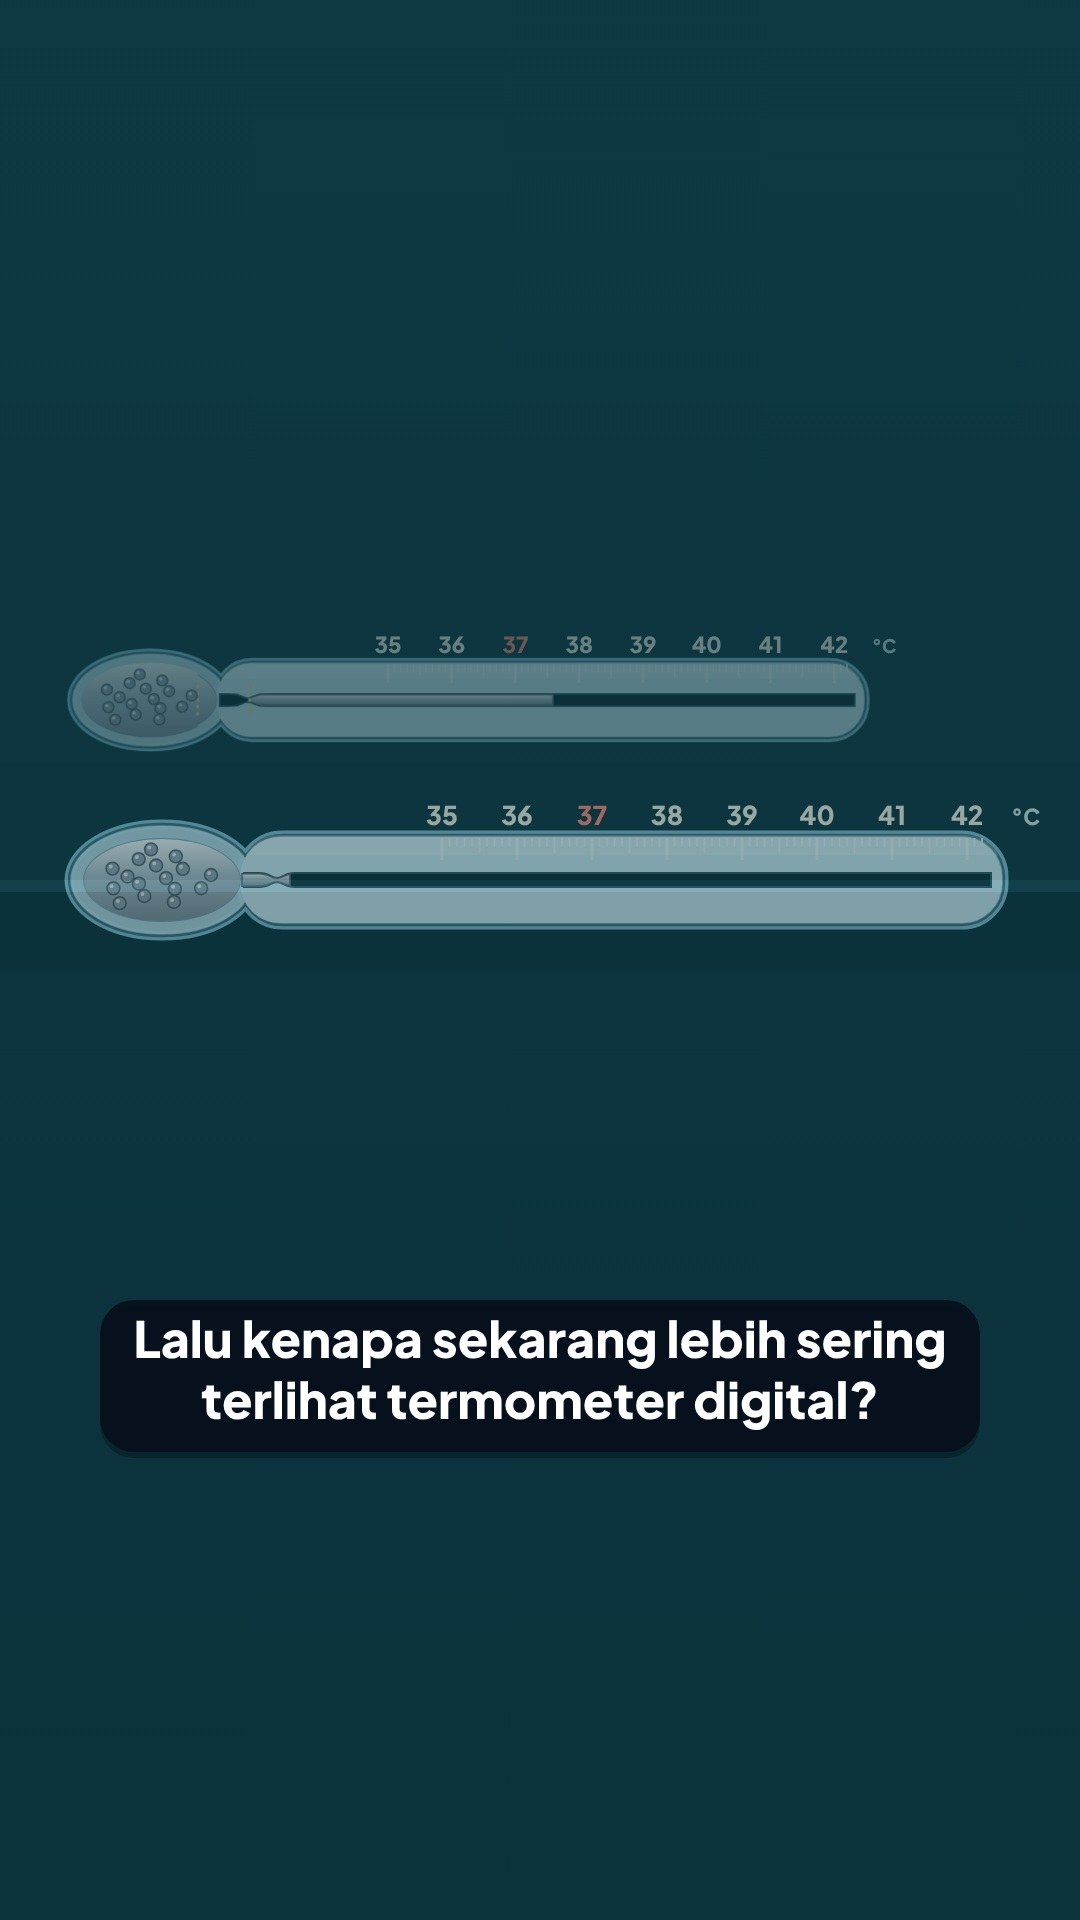 35 36 37 38 39 40 41 42 °C
35 36 37 38 39 40 41 42 °C
Lalu kenapa sekarang lebih sering
terlihat termometer digital?